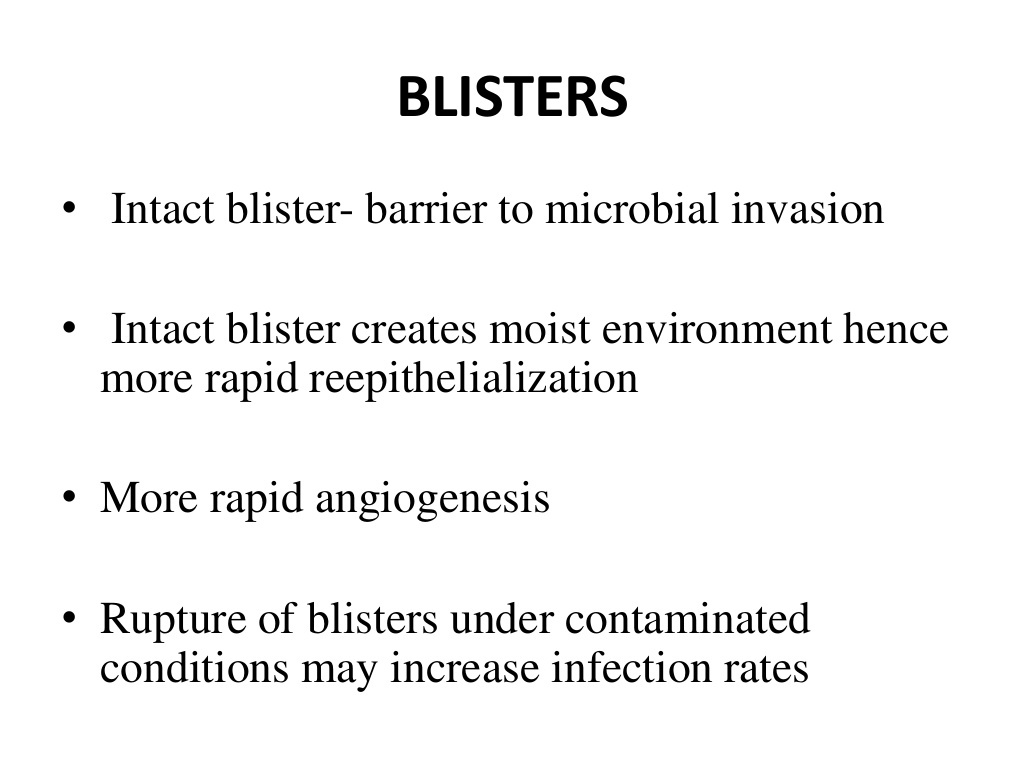 BLISTERS
• Intact blister- barrier to microbial invasion
• Intact blister creates moist environment hence
more rapid reepithelialization
• More rapid angiogenesis
• Rupture of blisters under contaminated
conditions may increase infection rates